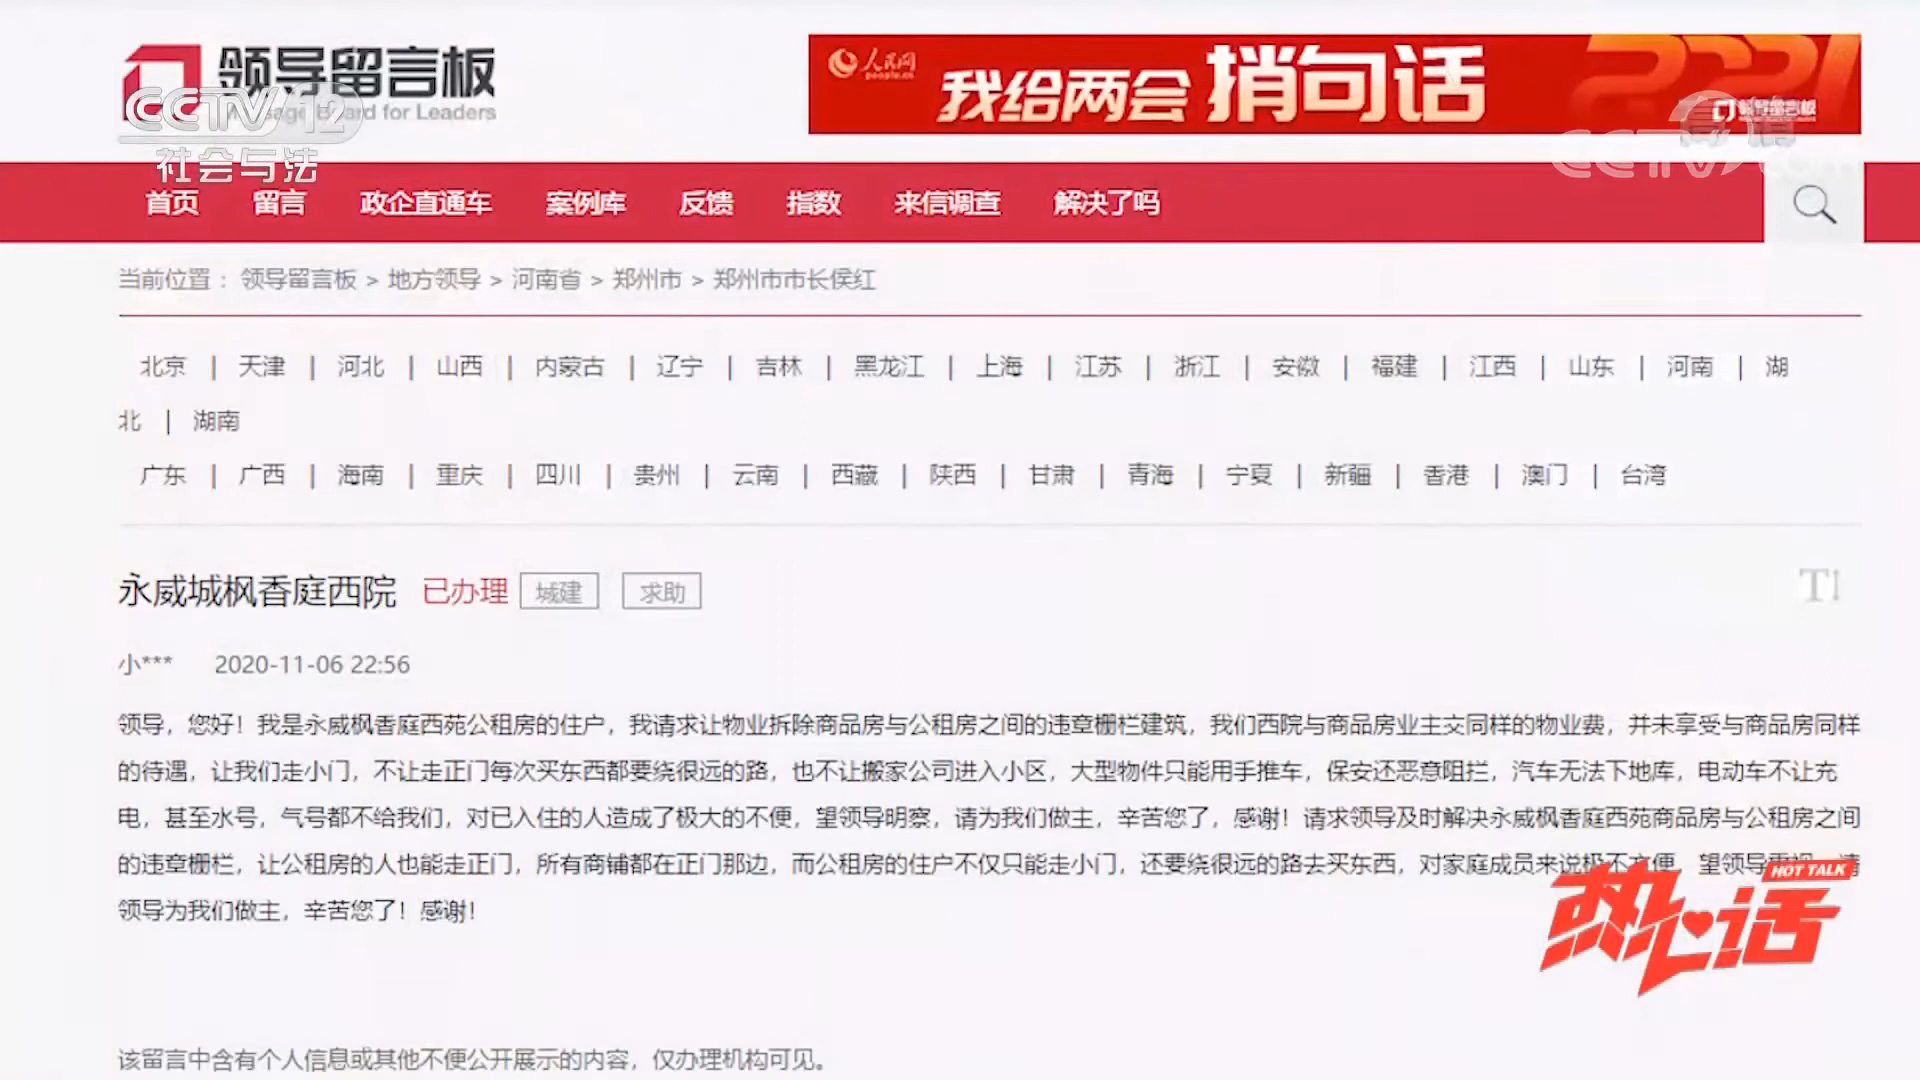 领导留言板
Board for Leaders
CCTV 12
社会与法
人民网
people.cn
我给两会 捎句话
2021
领导留言板
高清
CCTV.com
首页 留言 政企直通车 案例库 反馈 指数 来信调查 解决了吗
当前位置： 领导留言板 > 地方领导 > 河南省 > 郑州市 > 郑州市市长侯红
北京 | 天津 | 河北 | 山西 | 内蒙古 | 辽宁 | 吉林 | 黑龙江 | 上海 | 江苏 | 浙江 | 安徽 | 福建 | 江西 | 山东 | 河南 | 湖
北 | 湖南
广东 | 广西 | 海南 | 重庆 | 四川 | 贵州 | 云南 | 西藏 | 陕西 | 甘肃 | 青海 | 宁夏 | 新疆 | 香港 | 澳门 | 台湾
永威城枫香庭西院 已办理 城建 求助
小*** 2020-11-06 22:56
领导，您好！我是永威枫香庭西苑公租房的住户，我请求让物业拆除商品房与公租房之间的违章栅栏建筑，我们西院与商品房业主交同样的物业费，并未享受与商品房同样
的待遇，让我们走小门，不让走正门每次买东西都要绕很远的路，也不让搬家公司进入小区，大型物件只能用手推车，保安还恶意阻拦，汽车无法下地库，电动车不让充
电，甚至水号，气号都不给我们，对已入住的人造成了极大的不便，望领导明察，请为我们做主，辛苦您了，感谢！请求领导及时解决永威枫香庭西苑商品房与公租房之间
的违章栅栏，让公租房的人也能走正门，所有商铺都在正门那边，而公租房的住户不仅只能走小门，还要绕很远的路去买东西，对家庭成员来说极不方便，望领导重视，请
领导为我们做主，辛苦您了！感谢！
热心话
HOT TALK
该留言中含有个人信息或其他不便公开展示的内容，仅办理机构可见。